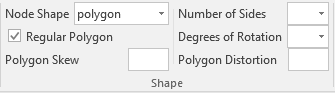 Node Shape polygon Number of Sides
Regular Polygon Degrees of Rotation
Polygon Skew Polygon Distortion
Shape